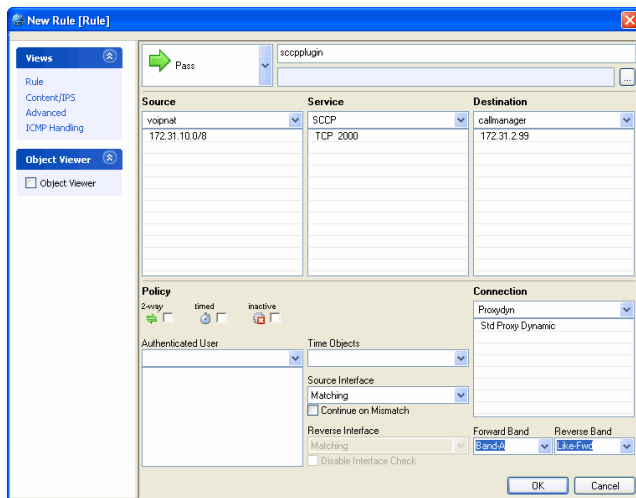 New Rule [Rule]
Views
Rule
Content/IPS
Advanced
ICMP Handling
Object Viewer
Object Viewer
Pass
sccpplugin
...
Source
Service
Destination
voipnat
SCCP
callmanager
172.31.10.0/8
TCP 2000
172.31.2.99
Policy
2-way
timed
inactive
Connection
Proxydyn
Std Proxy Dynamic
Authenticated User
Time Objects
Source Interface
Matching
Continue on Mismatch
Reverse Interface
Matching
Disable Interface Check
Forward Band
Reverse Band
Band-A
Like-Fwd
OK
Cancel